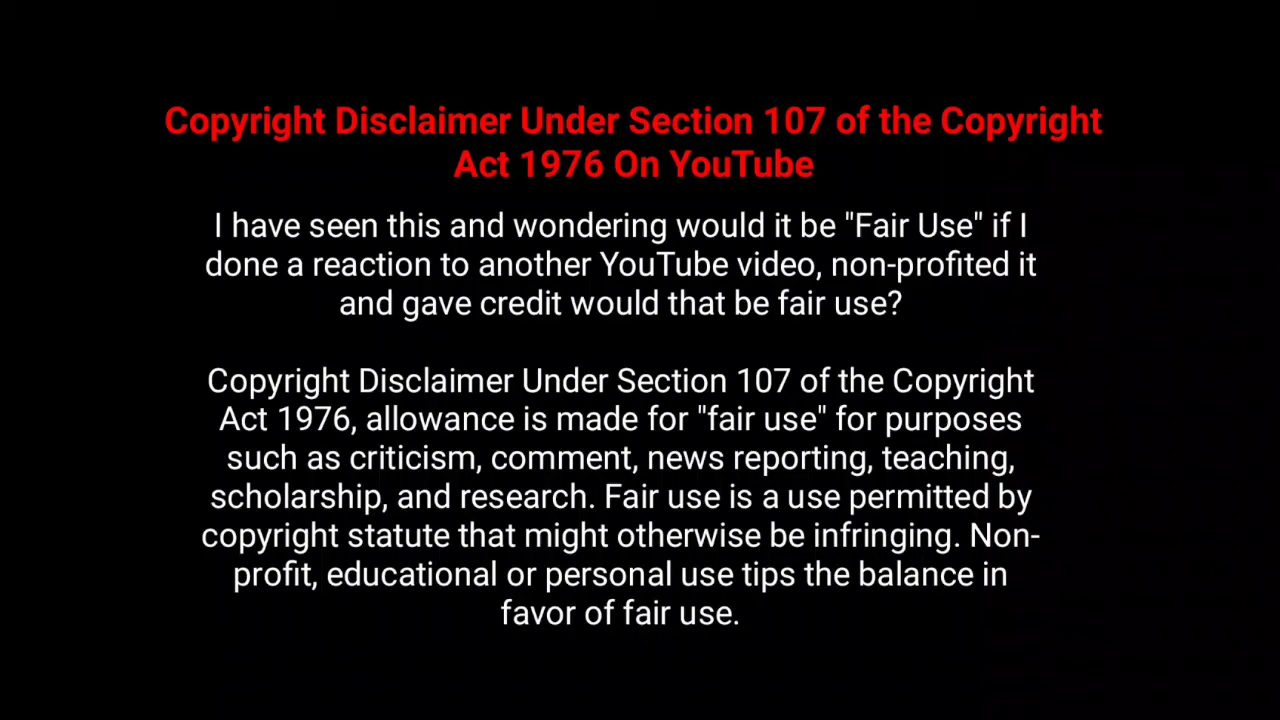 Copyright Disclaimer Under Section 107 of the Copyright
Act 1976 On YouTube
I have seen this and wondering would it be "Fair Use" if I
done a reaction to another YouTube video, non-profited it
and gave credit would that be fair use?
Copyright Disclaimer Under Section 107 of the Copyright
Act 1976, allowance is made for "fair use" for purposes
such as criticism, comment, news reporting, teaching,
scholarship, and research. Fair use is a use permitted by
copyright statute that might otherwise be infringing. Non-
profit, educational or personal use tips the balance in
favor of fair use.